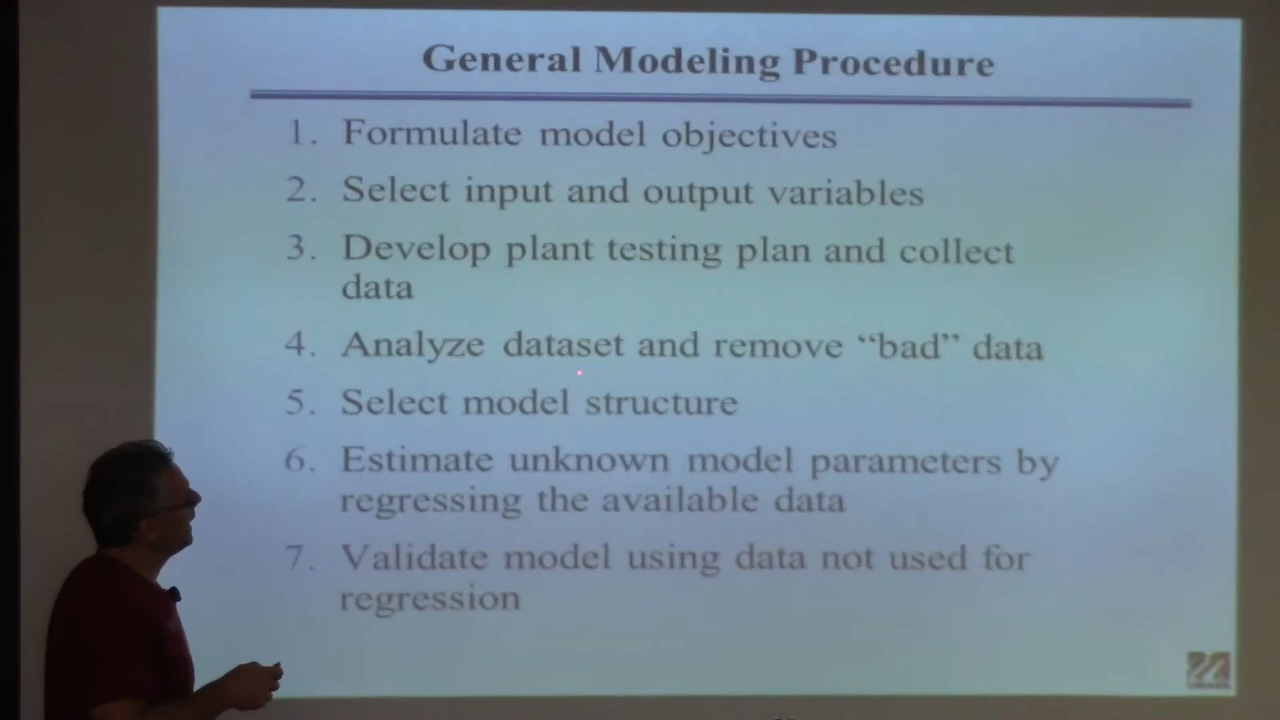 General Modeling Procedure
1. Formulate model objectives
2. Select input and output variables
3. Develop plant testing plan and collect
data
4. Analyze dataset and remove “bad” data
5. Select model structure
6. Estimate unknown model parameters by
regressing the available data
7. Validate model using data not used for
regression